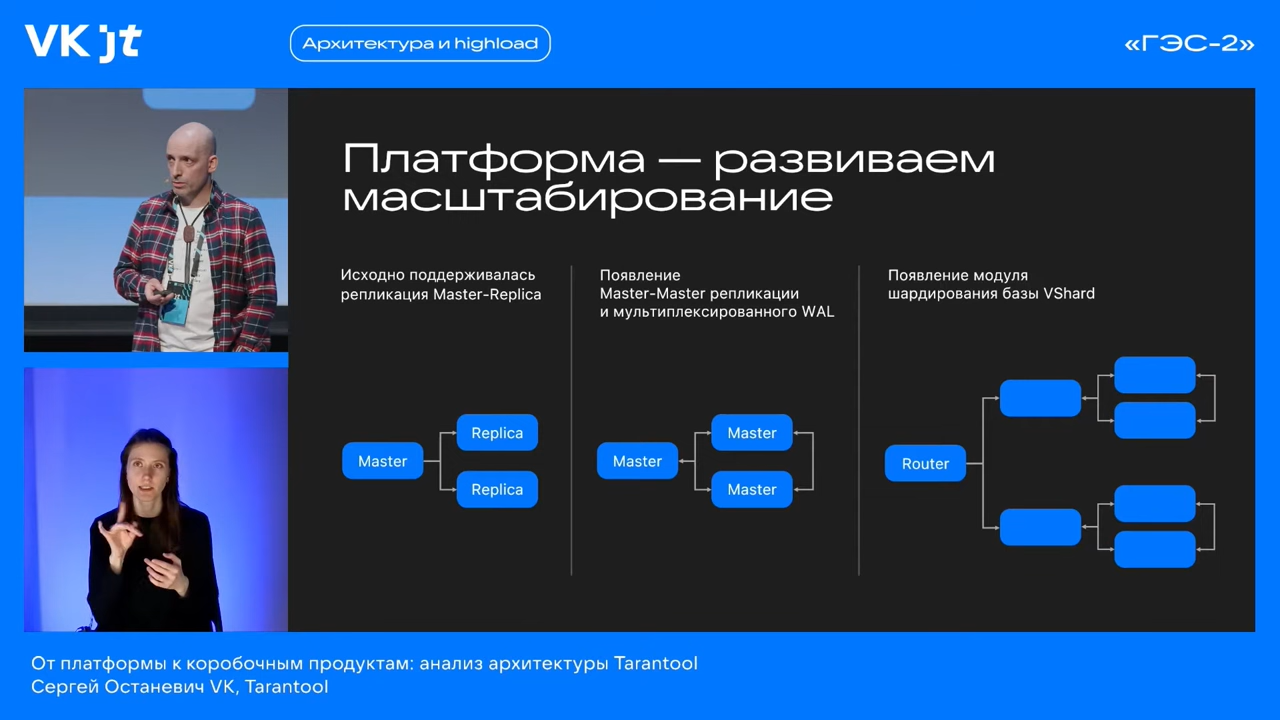 VK jt
Архитектура и highload
«ГЭС-2»
Платформа — развиваем
масштабирование
Исходно поддерживалась
репликация Master-Replica
Появление
Master-Master репликации
и мультиплексированного WAL
Появление модуля
шардирования базы VShard
Master
Replica
Replica
Master
Master
Master
Router
От платформы к коробочным продуктам: анализ архитектуры Tarantool
Сергей Останевич VK, Tarantool